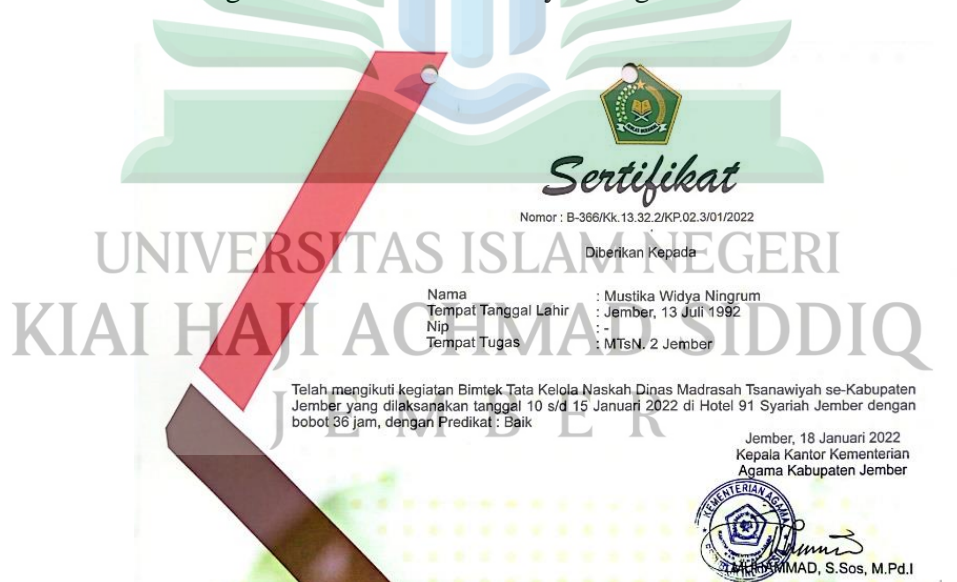 Sertifikat
Nomor : B-366/Kk.13.32.2/KP.02.3/01/2022
Diberikan Kepada
UNIVERSITAS ISLAM NEGERI
Nama : Mustika Widya Ningrum
Tempat Tanggal Lahir : Jember, 13 Juli 1992
KIAI HAJI ACHMAD SIDDIQ
Nip : -
Tempat Tugas : MTsN. 2 Jember
Telah mengikuti kegiatan Bimtek Tata Kelola Naskah Dinas Madrasah Tsanawiyah se-Kabupaten
Jember yang dilaksanakan tanggal 10 s/d 15 Januari 2022 di Hotel 91 Syariah Jember dengan
bobot 36 jam, dengan Predikat : Baik
JEMBER
Jember, 18 Januari 2022
Kepala Kantor Kementerian
Agama Kabupaten Jember
KEMENTERIAN AGAMA
MUHAMMAD, S.Sos, M.Pd.I